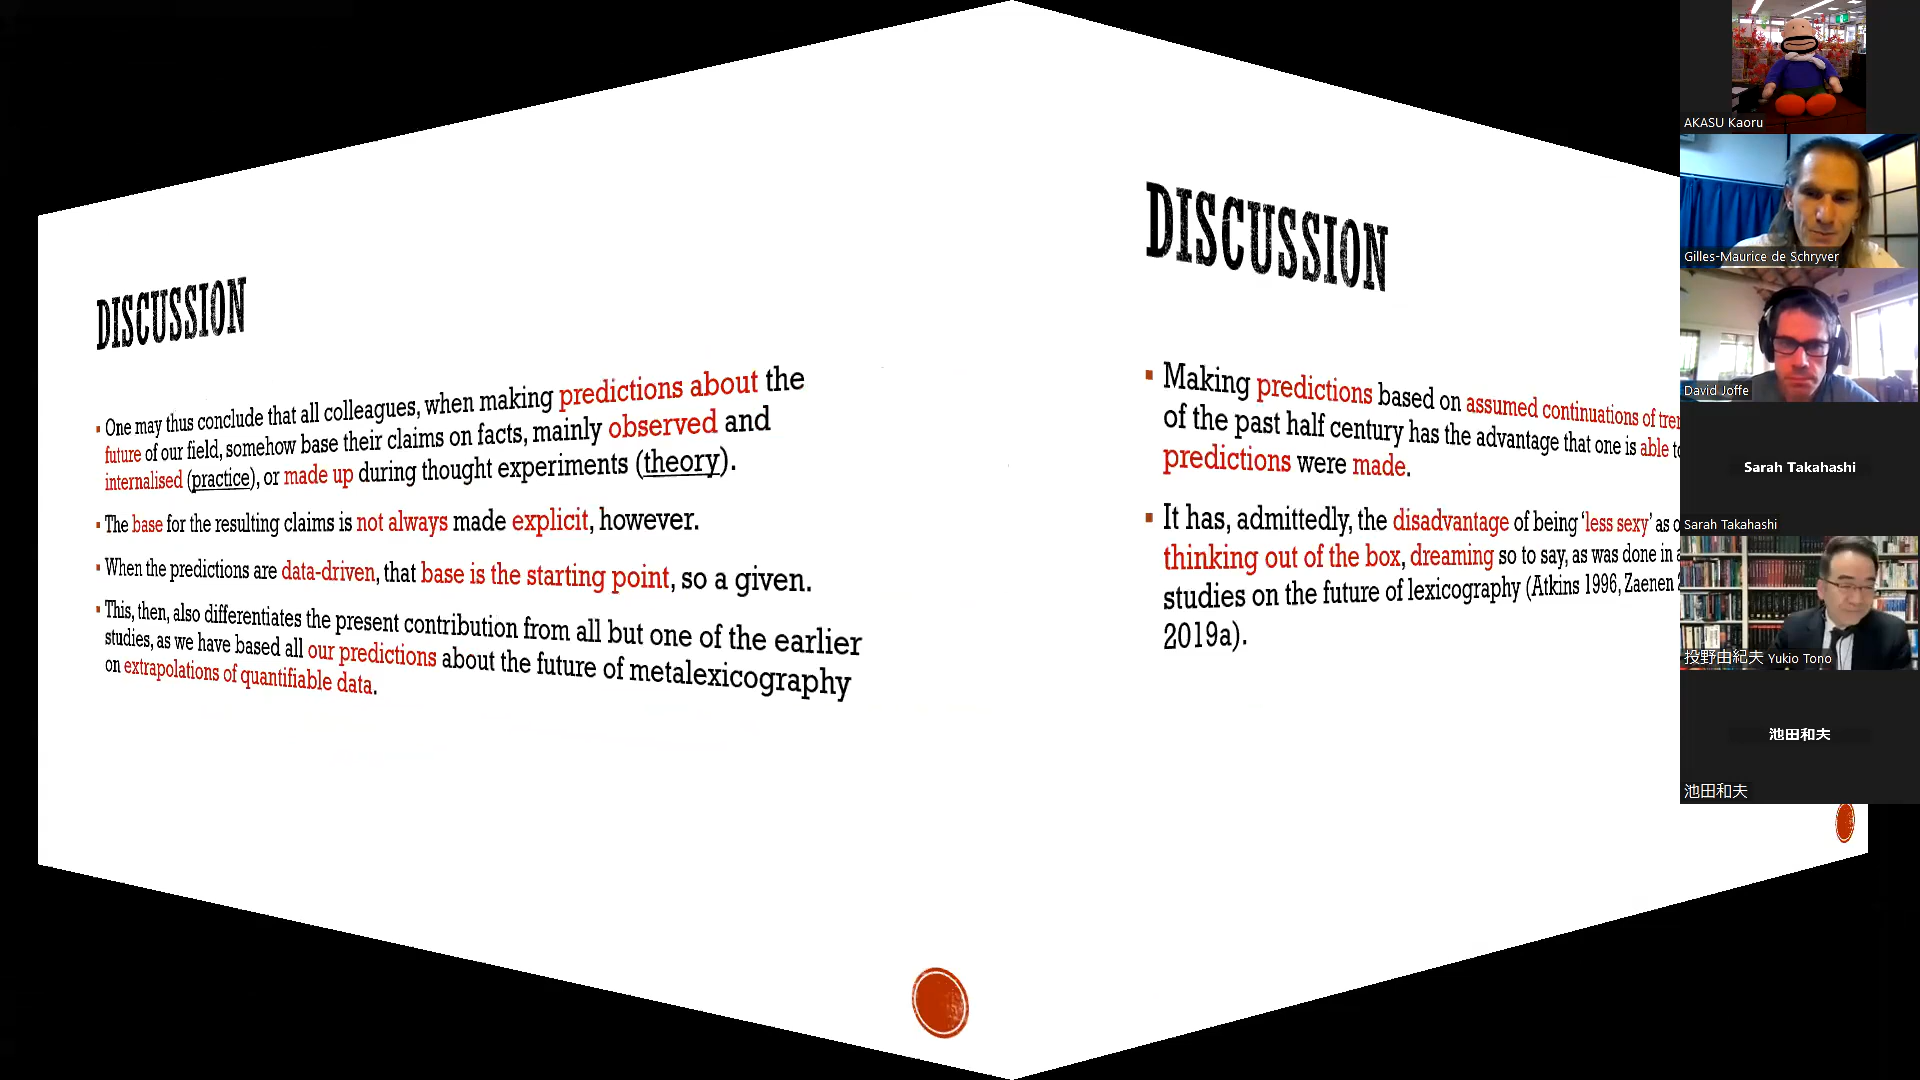 DISCUSSION
One may thus conclude that all colleagues, when making predictions about the
future of our field, somehow base their claims on facts, mainly observed and
internalised (practice), or made up during thought experiments (theory).
The base for the resulting claims is not always made explicit, however.
When the predictions are data-driven, that base is the starting point, so a given.
This, then, also differentiates the present contribution from all but one of the earlier
studies, as we have based all our predictions about the future of metalexicography
on extrapolations of quantifiable data.
DISCUSSION
Making predictions based on assumed continuations of
of the past half century has the advantage that one is able
predictions were made.
It has, admittedly, the disadvantage of being 'less sexy' as
thinking out of the box, dreaming so to say, as was done in
studies on the future of lexicography (Atkins 1996, Zaenen
2019a).
AKASU Kaoru
Gilles-Maurice de Schryver
David Joffe
Sarah Takahashi
Sarah Takahashi
投野由紀夫 Yukio Tono
池田和夫
池田和夫